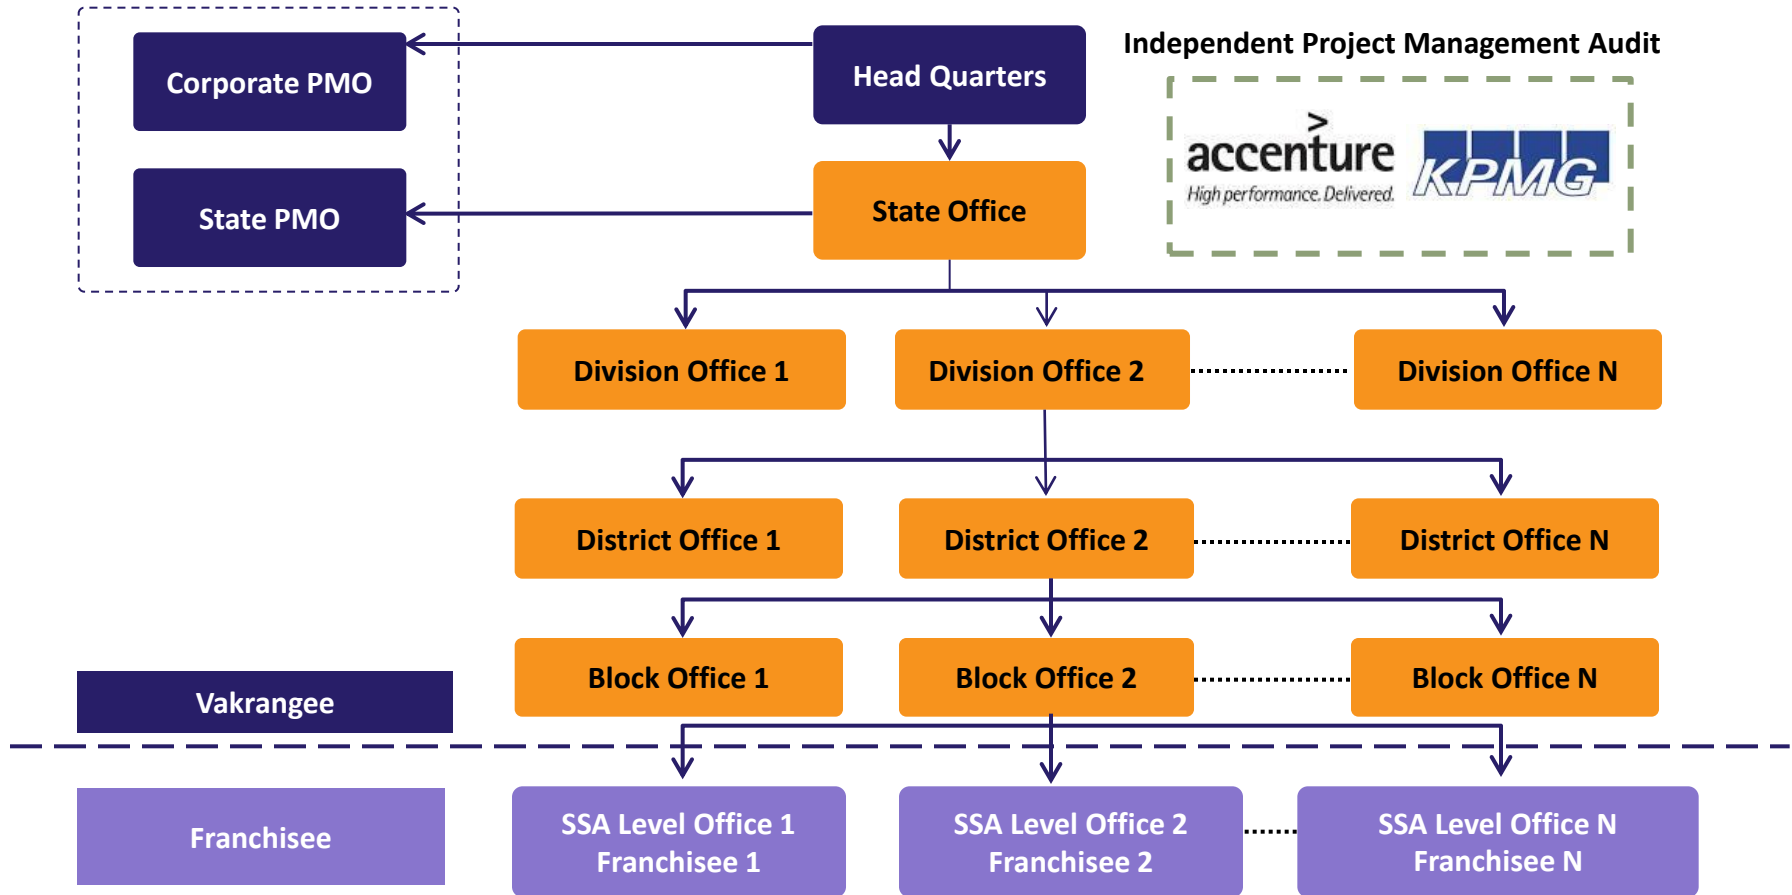 Corporate PMO
Head Quarters
Independent Project Management Audit
>
accenture
High performance. Delivered.
KPMG
State PMO
State Office
Division Office 1
Division Office 2
Division Office N
District Office 1
District Office 2
District Office N
Block Office 1
Block Office 2
Block Office N
Vakrangee
Franchisee
SSA Level Office 1
Franchisee 1
SSA Level Office 2
Franchisee 2
SSA Level Office N
Franchisee N